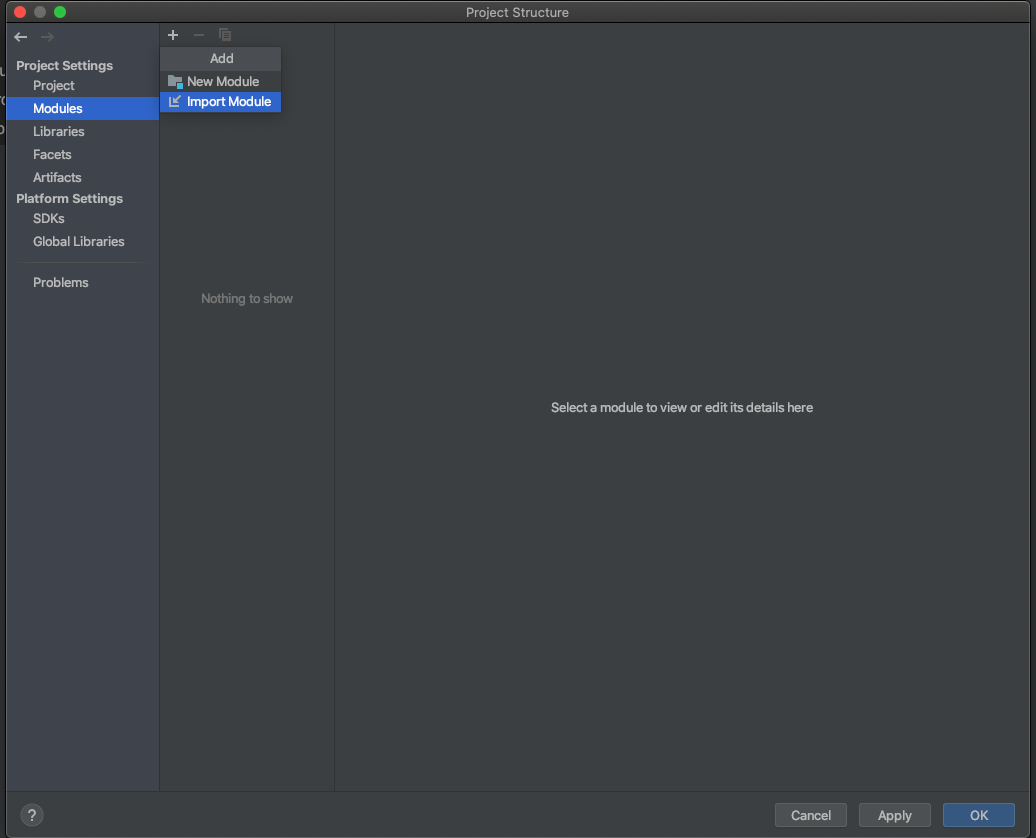 Project Structure
Project Settings
Project
Modules
Libraries
Facets
Artifacts
Platform Settings
SDKs
Global Libraries
Problems
Add
New Module
Import Module
Nothing to show
Select a module to view or edit its details here
?
Cancel
Apply
OK